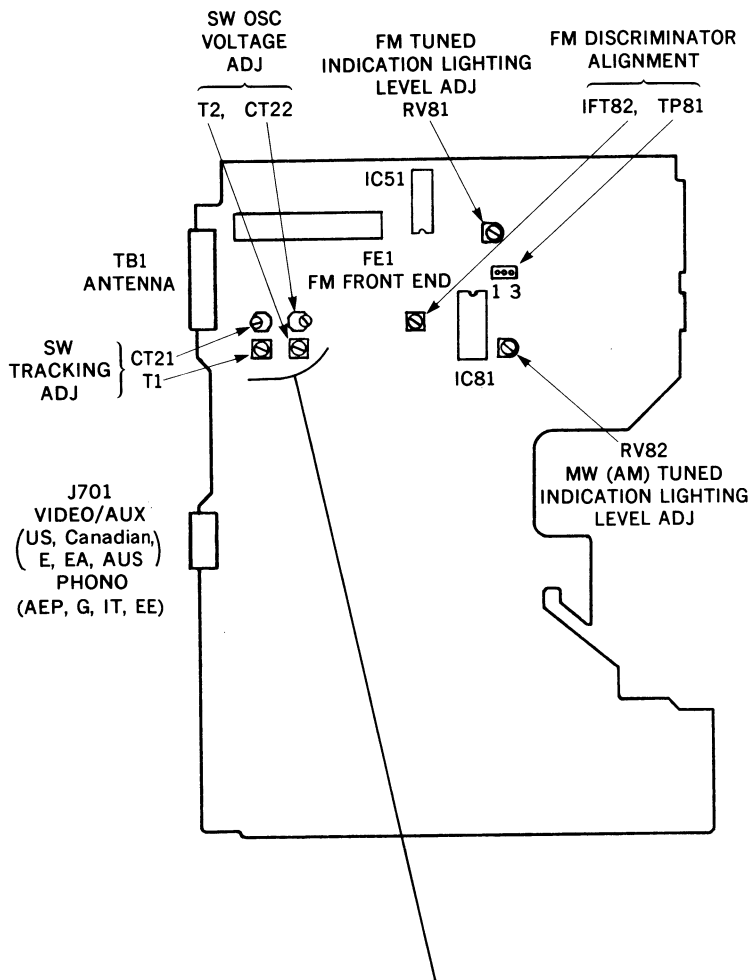 SW OSC
VOLTAGE
ADJ
T2, CT22
FM TUNED
INDICATION LIGHTING
LEVEL ADJ
RV81
FM DISCRIMINATOR
ALIGNMENT
IFT82, TP81
IC51
TB1
ANTENNA
FE1
FM FRONT END
1 3
SW
TRACKING
ADJ
CT21
T1
IC81
RV82
MW (AM) TUNED
INDICATION LIGHTING
LEVEL ADJ
J701
VIDEO/AUX
(US, Canadian,
E, EA, AUS)
PHONO
(AEP, G, IT, EE)